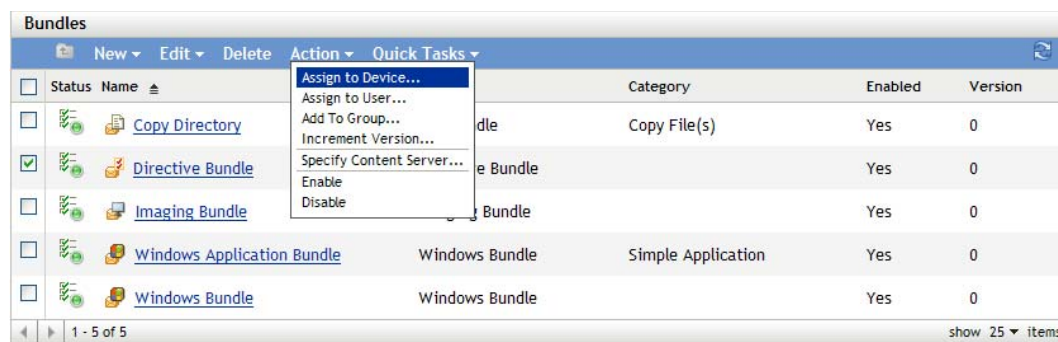 Bundles
New Edit Delete Action Quick Tasks
Assign to Device...
Assign to User...
Add To Group...
Increment Version...
Specify Content Server...
Enable
Disable
Status Name Category Enabled Version
Copy Directory dle Copy File(s) Yes 0
Directive Bundle e Bundle Yes 0
Imaging Bundle Bundle Yes 0
Windows Application Bundle Windows Bundle Simple Application Yes 0
Windows Bundle Windows Bundle Yes 0
1 - 5 of 5 show 25 items